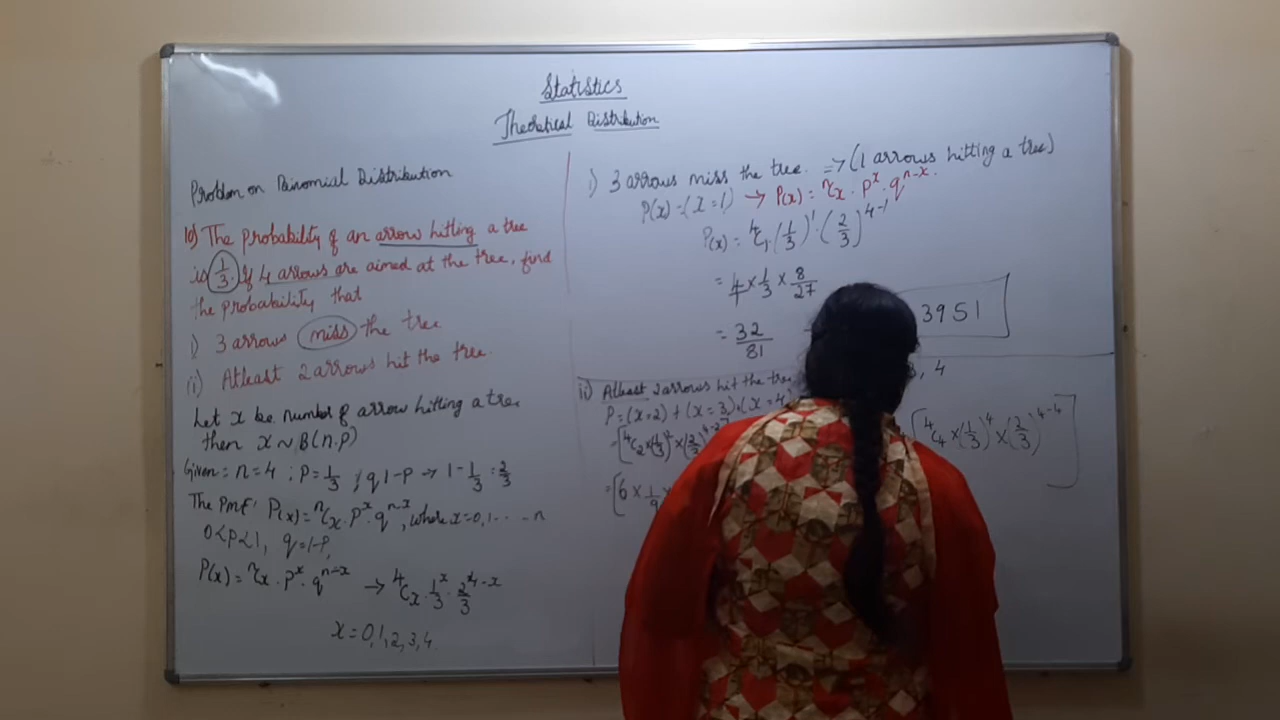 Statistics
Theoretical Distribution
Problem on Binomial Distribution
10) The probability of an arrow hitting a tree
is 1/3. If 4 arrows are aimed at the tree, find
the probability that
i) 3 arrows miss the tree
(ii) Atleast 2 arrows hit the tree.
Let x be number of arrow hitting a tree
then x ~ B(n.p)
Given = n = 4 ; p = 1/3 ; q 1-p → 1 - 1/3 = 2/3
The PMF: P(x) = ⁿCx . p^x . q^(n-x), where x = 0,1 .... n
0<p<1, q = 1-p,
P(x) = ⁿCx . p^x . q^(n-x) → ⁴Cx . 1/3^x . 2/3^(4-x)
x = 0,1,2,3,4.
i) 3 arrows miss the tree. => (1 arrows hitting a tree)
P(x) = (x = 1) → P(x) = ⁿCx . p^x . q^(n-x).
P(x) = ⁴C₁ . (1/3)^1 . (2/3)^(4-1)
= 4 × 1/3 × 8/27
= 32/81 3951
ii) Atleast 2 arrows hit the tree , 4
P = (x=2) + (x=3) + (x=4)
= [⁴C₂ × (1/3)^2 × (2/3)^(4-2) [⁴C₄ × (1/3)^4 × (2/3)^(4-4)]
= [6 × 1/9 ×